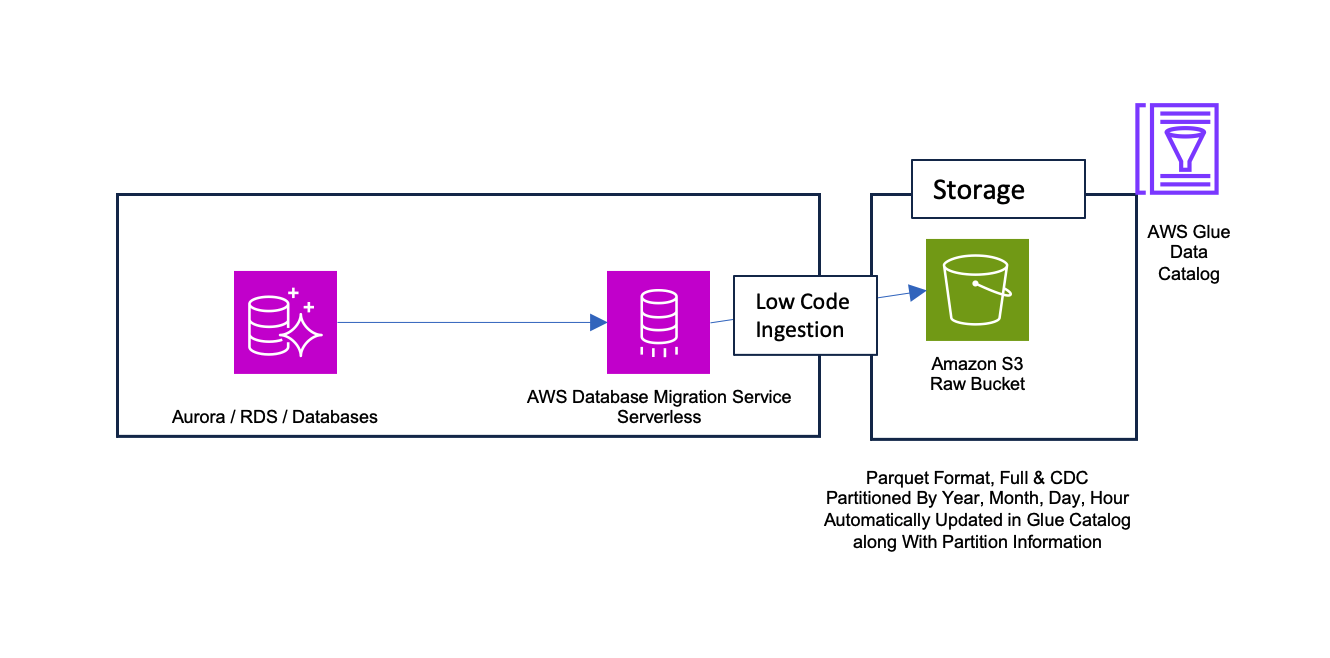 Storage
AWS Glue
Data
Catalog
Low Code
Ingestion
Amazon S3
Raw Bucket
AWS Database Migration Service
Serverless
Aurora / RDS / Databases
Parquet Format, Full & CDC
Partitioned By Year, Month, Day, Hour
Automatically Updated in Glue Catalog
along With Partition Information